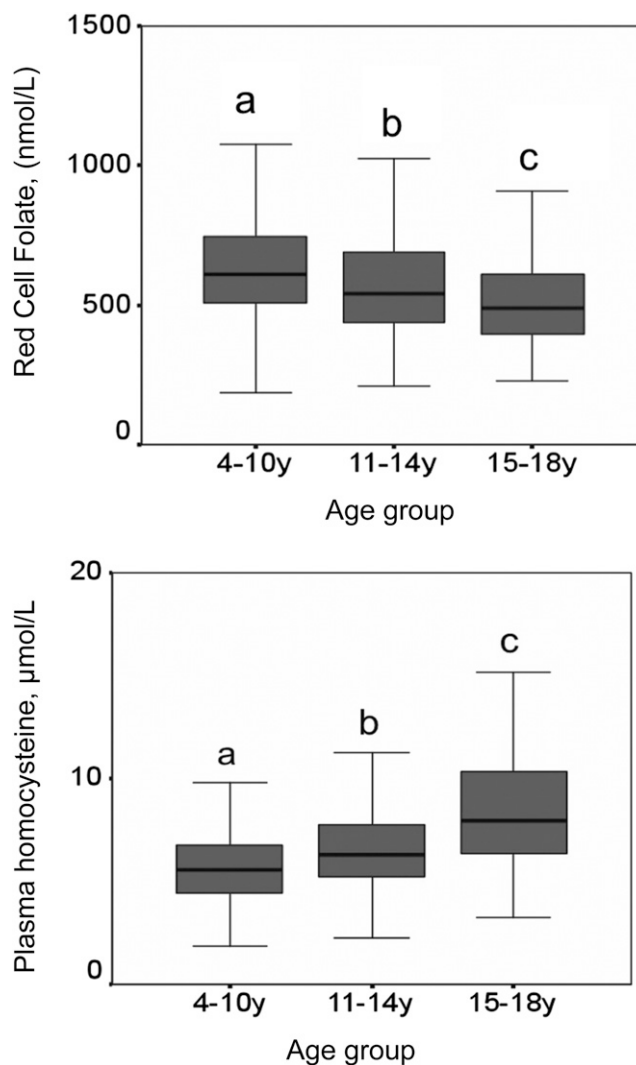 Red Cell Folate, (nmol/L)
1500
1000
500
0
a
b
c
4-10y 11-14y 15-18y
Age group
Plasma homocysteine, μmol/L
20
10
0
a
b
c
4-10y 11-14y 15-18y
Age group